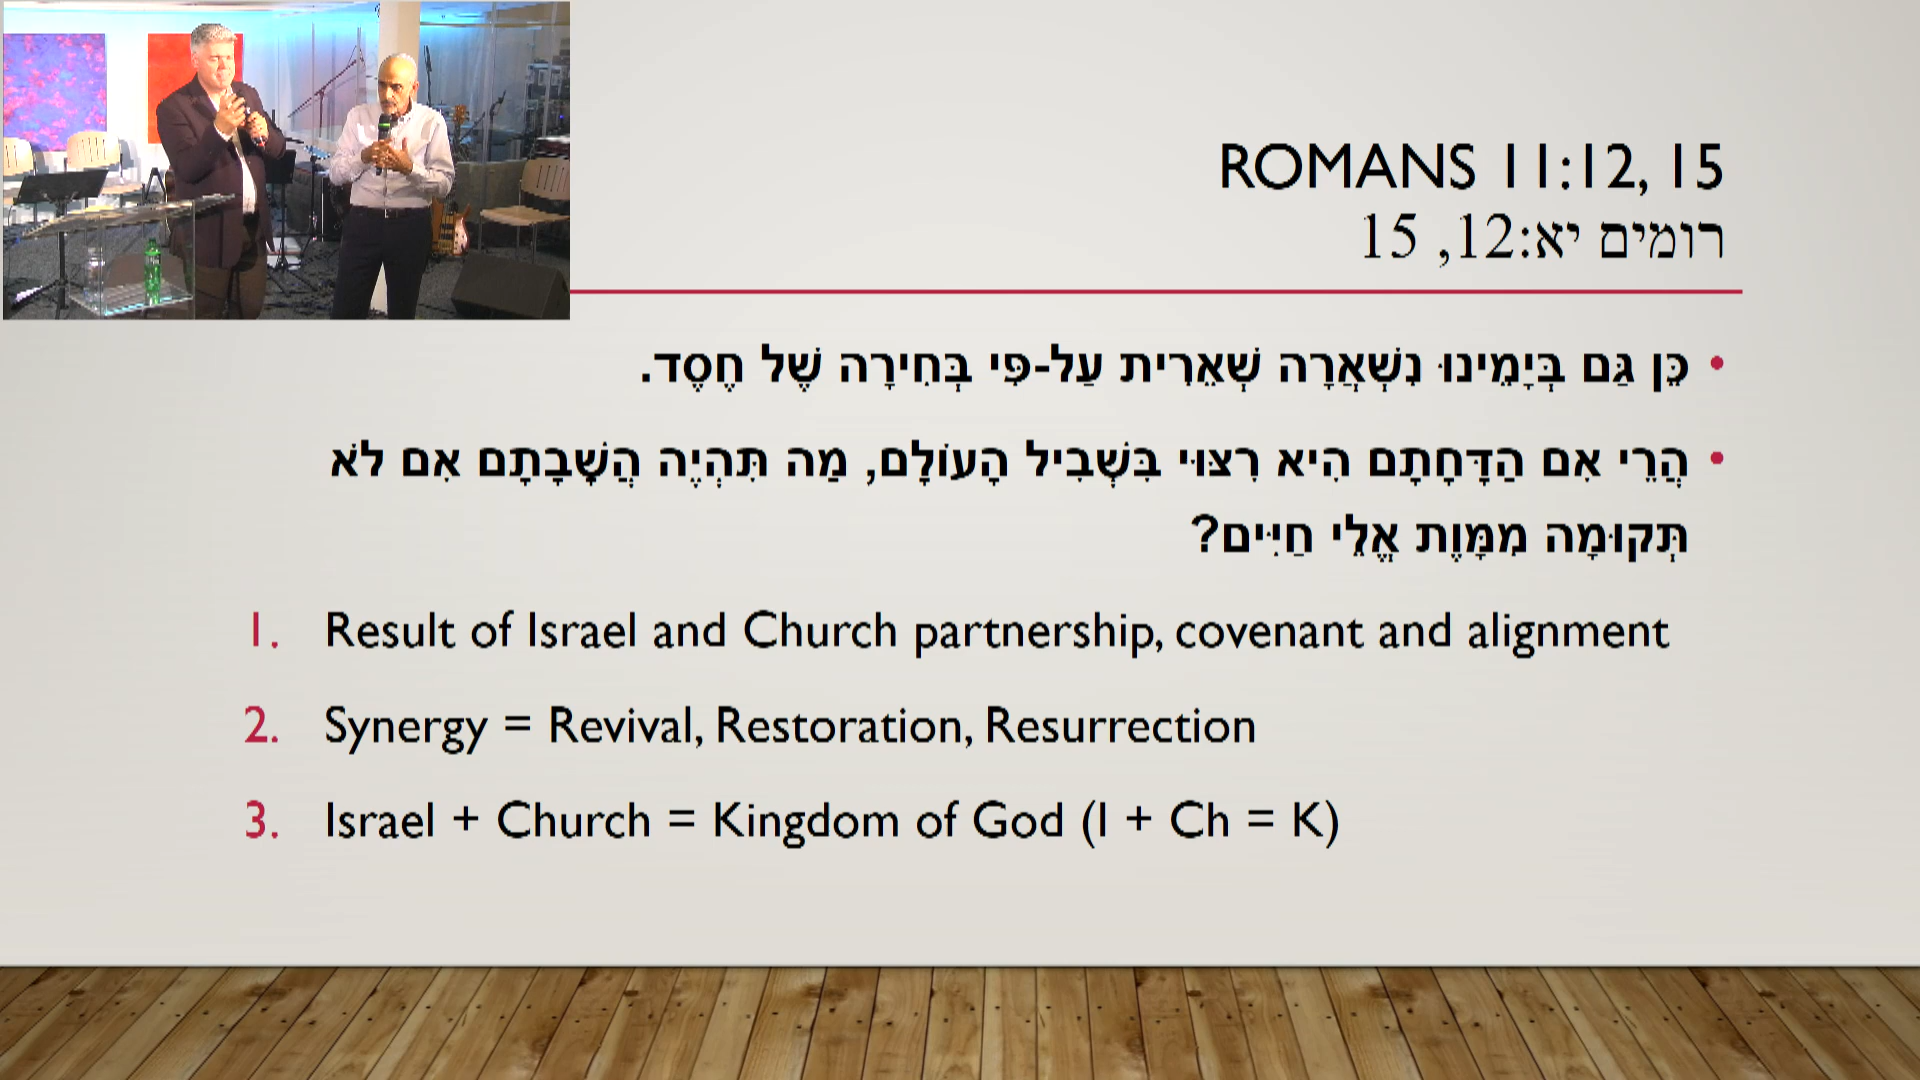 ROMANS 11:12, 15
רומים יא:12, 15
• כֵּן גַּם בְּיָמֵינוּ נִשְׁאֲרָה שְׁאֵרִית עַל-פִּי בְּחִירָה שֶׁל חֶסֶד.
• הֲרֵי אִם הַדָּחָתָם הִיא רִצּוּי בִּשְׁבִיל הָעוֹלָם, מַה תִּהְיֶה הֲשָׁבָתָם אִם לֹא
תְּקוּמָה מִמָּוֶת אֱלֵי חַיִּים?
1. Result of Israel and Church partnership, covenant and alignment
2. Synergy = Revival, Restoration, Resurrection
3. Israel + Church = Kingdom of God (I + Ch = K)